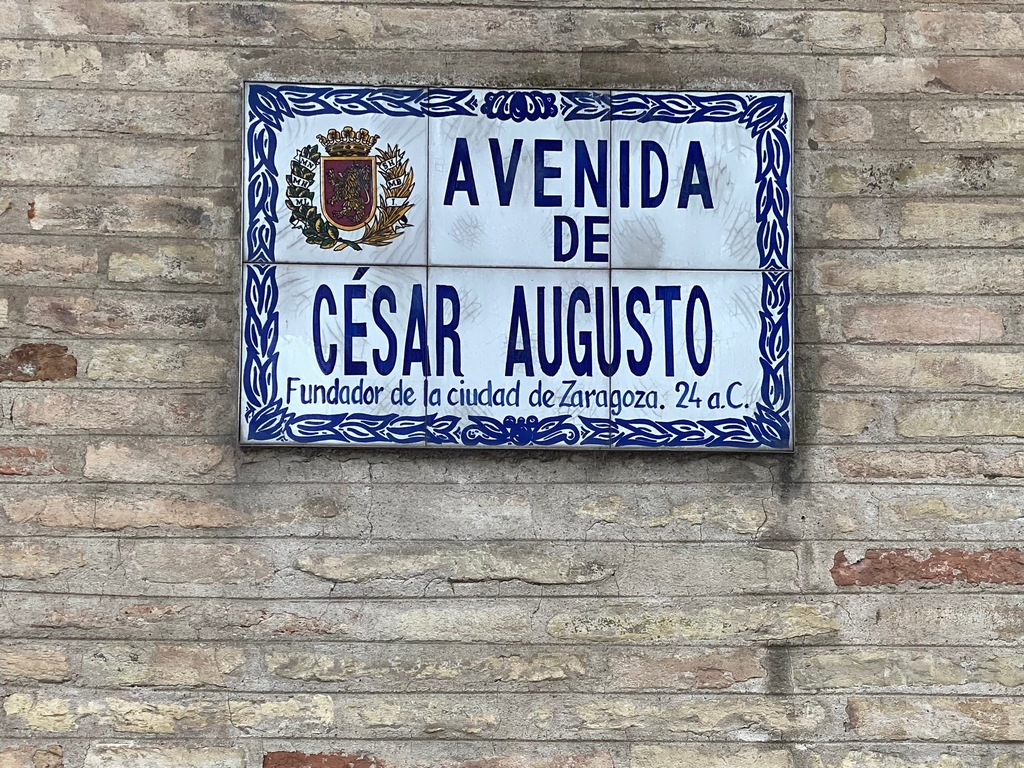 AVENIDA
DE
CÉSAR AUGUSTO
Fundador de la ciudad de Zaragoza. 24 a.C.